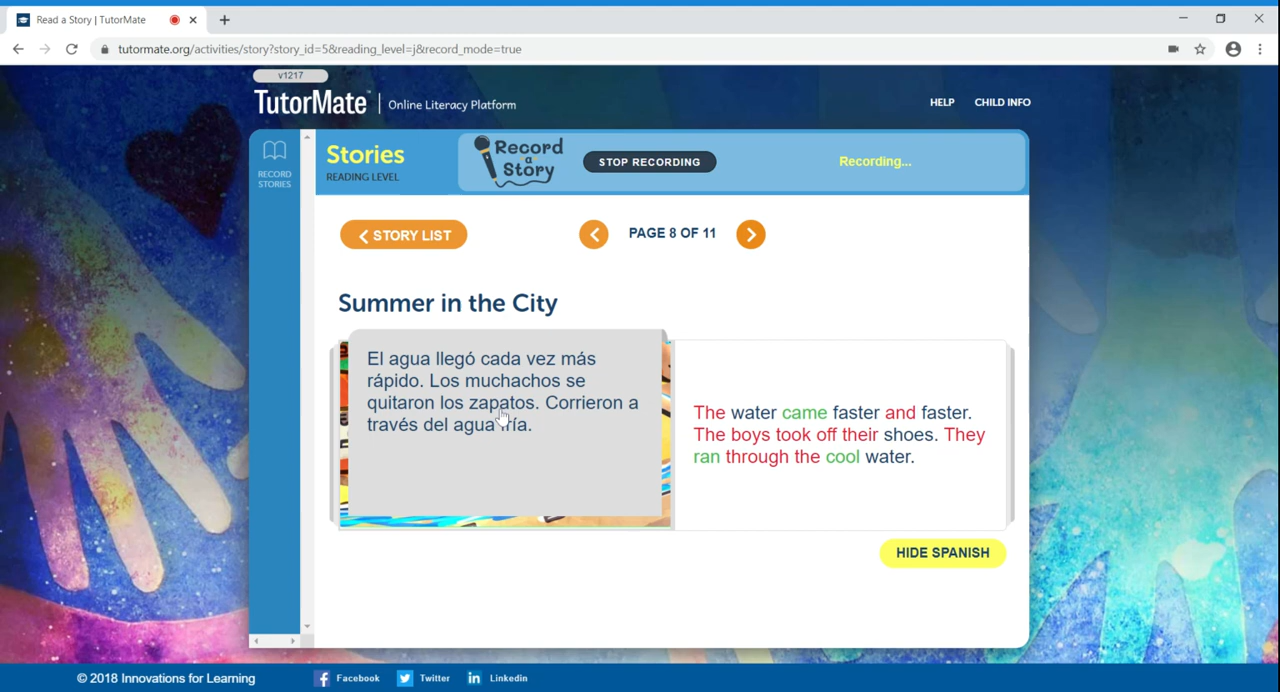 Read a Story | TutorMate
tutormate.org/activities/story?story_id=5&reading_level=j&record_mode=true
v1217
TutorMate™ | Online Literacy Platform
HELP CHILD INFO
RECORD
STORIES
Stories
READING LEVEL
Record
a
Story
STOP RECORDING
Recording...
STORY LIST
PAGE 8 OF 11
Summer in the City
El agua llegó cada vez más
rápido. Los muchachos se
quitaron los zapatos. Corrieron a
través del agua fría.
The water came faster and faster.
The boys took off their shoes. They
ran through the cool water.
HIDE SPANISH
© 2018 Innovations for Learning
Facebook Twitter Linkedin